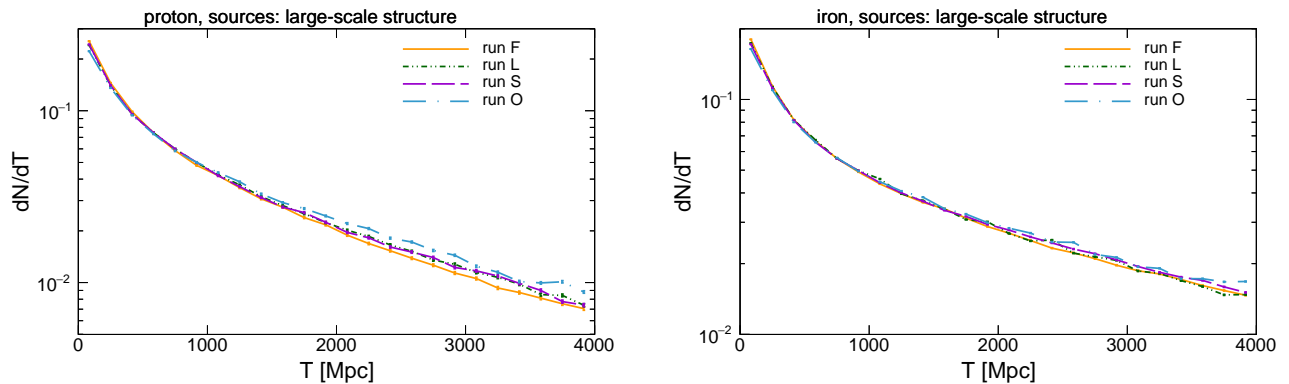 proton, sources: large-scale structure
run F
run L
run S
run O
10⁻¹
10⁻²
dN/dT
0 1000 2000 3000 4000
T [Mpc]
iron, sources: large-scale structure
run F
run L
run S
run O
10⁻¹
10⁻²
dN/dT
0 1000 2000 3000 4000
T [Mpc]